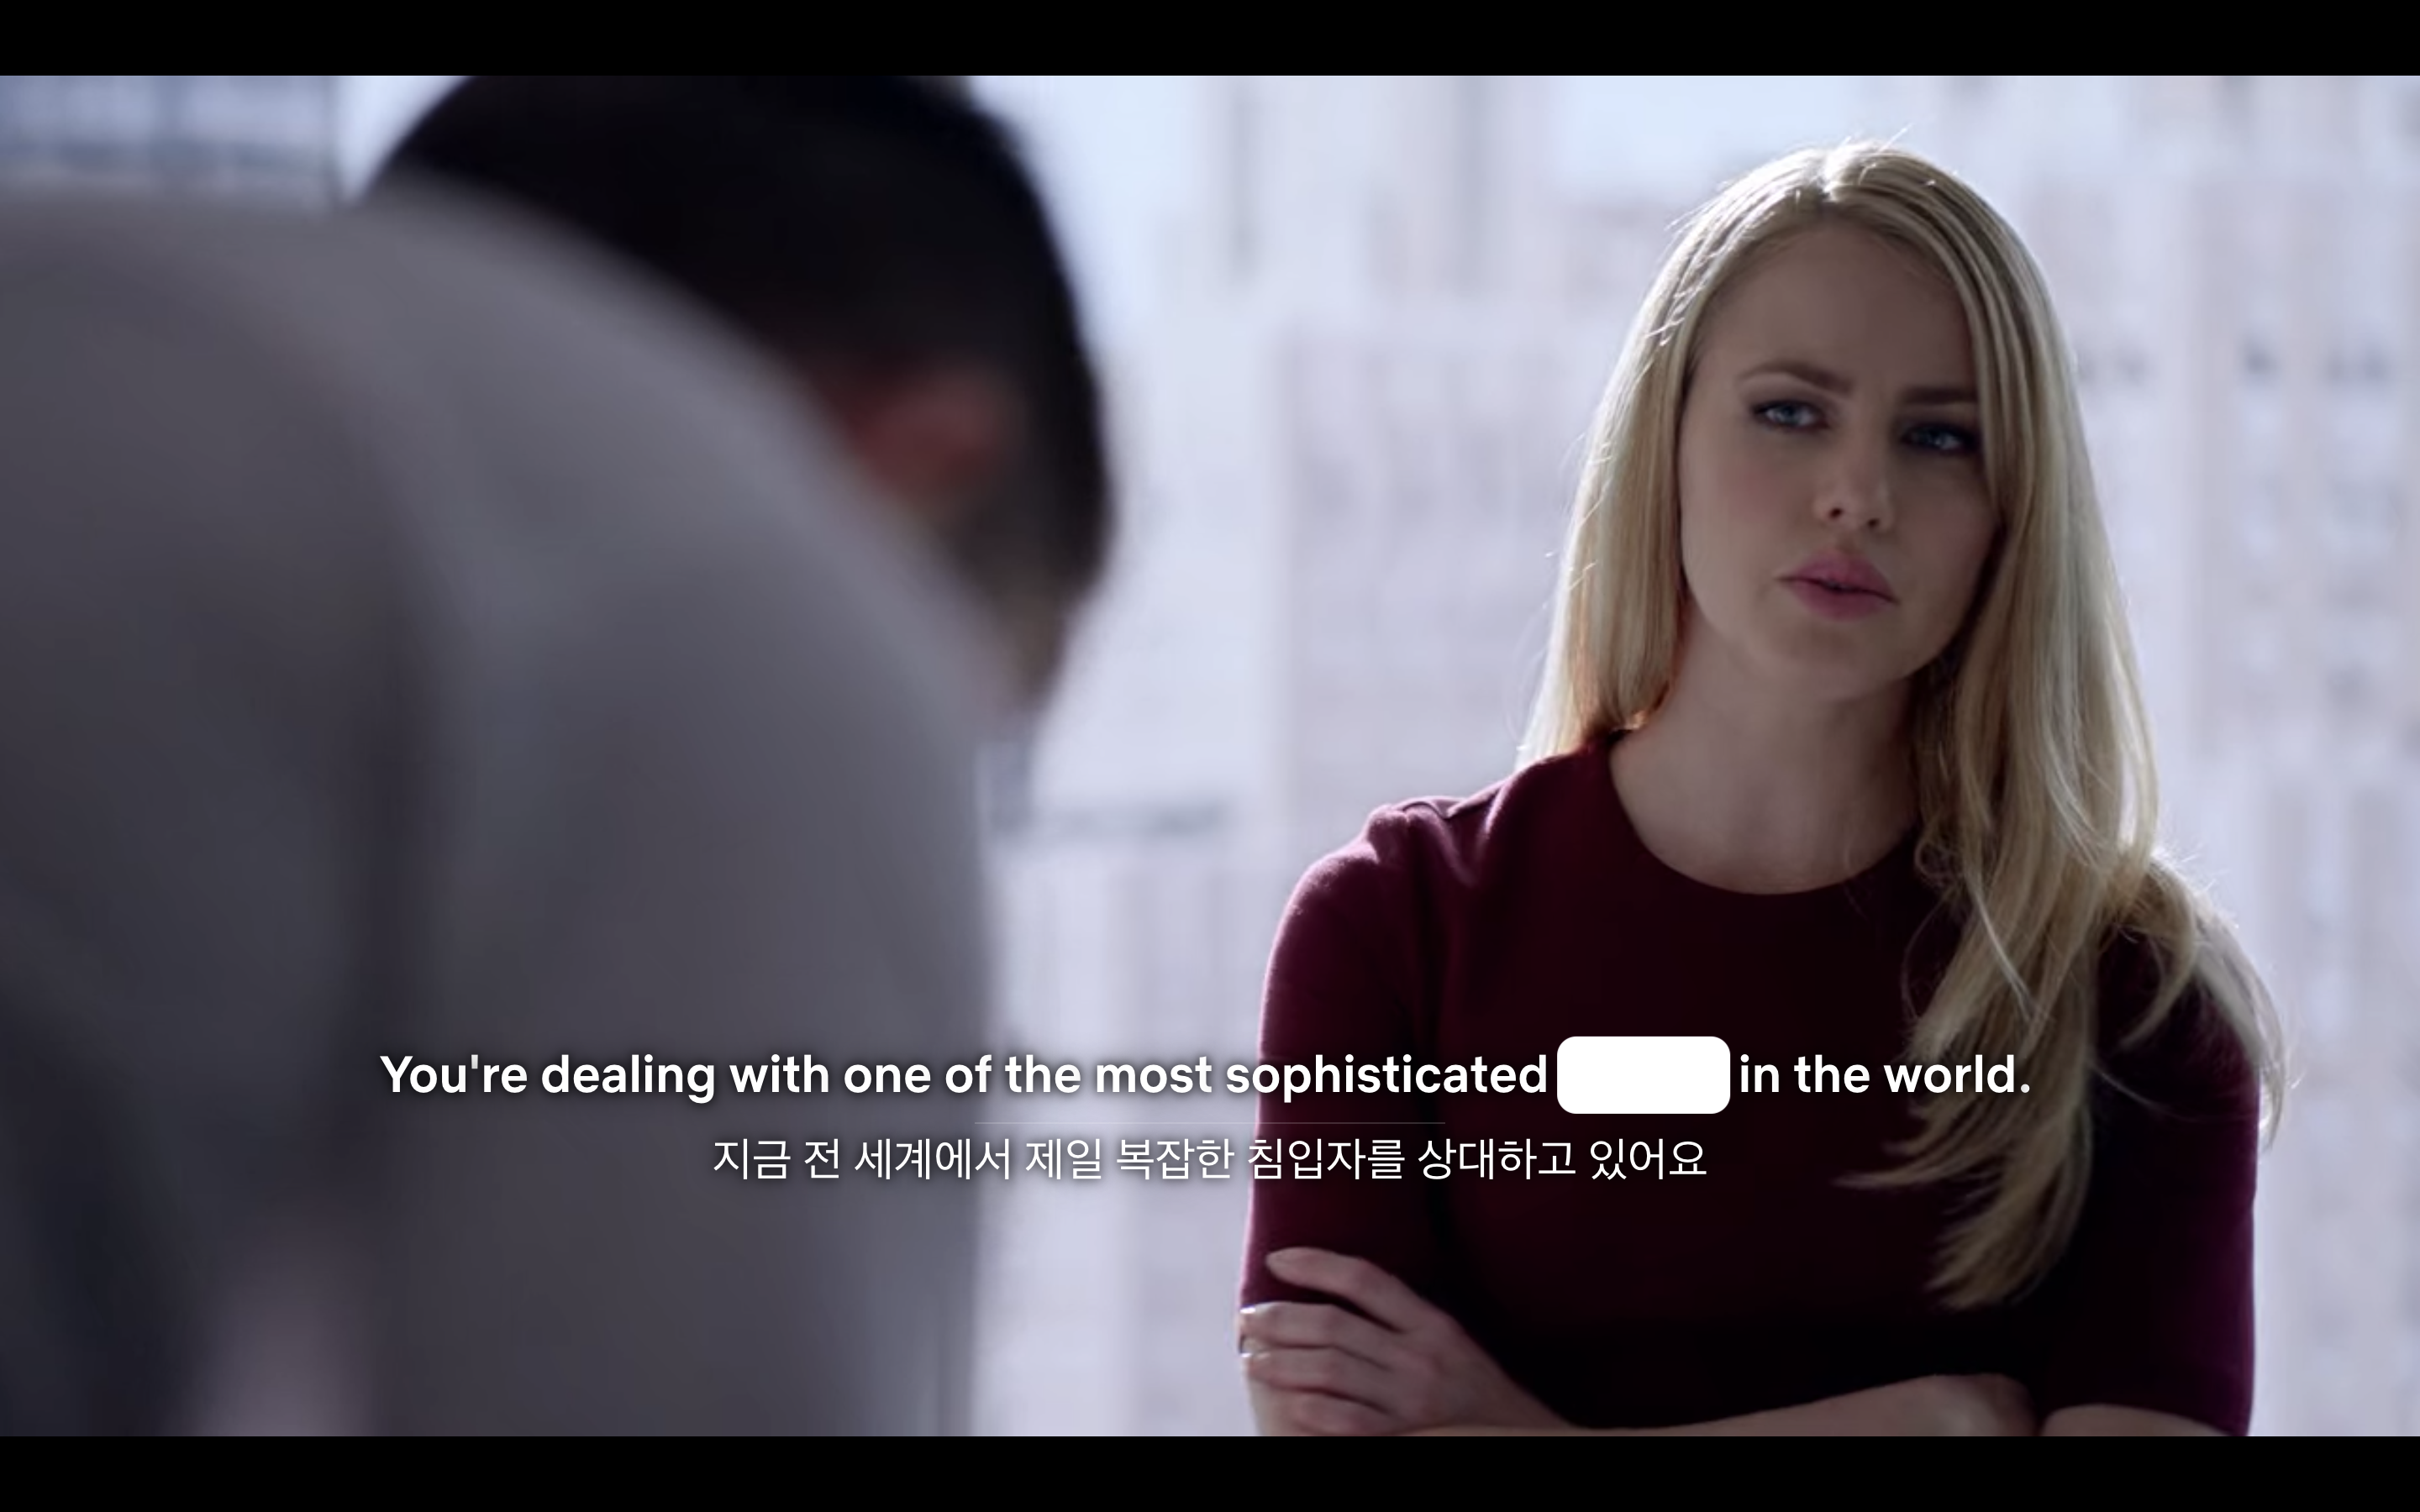 You're dealing with one of the most sophisticated in the world.
지금 전 세계에서 제일 복잡한 침입자를 상대하고 있어요